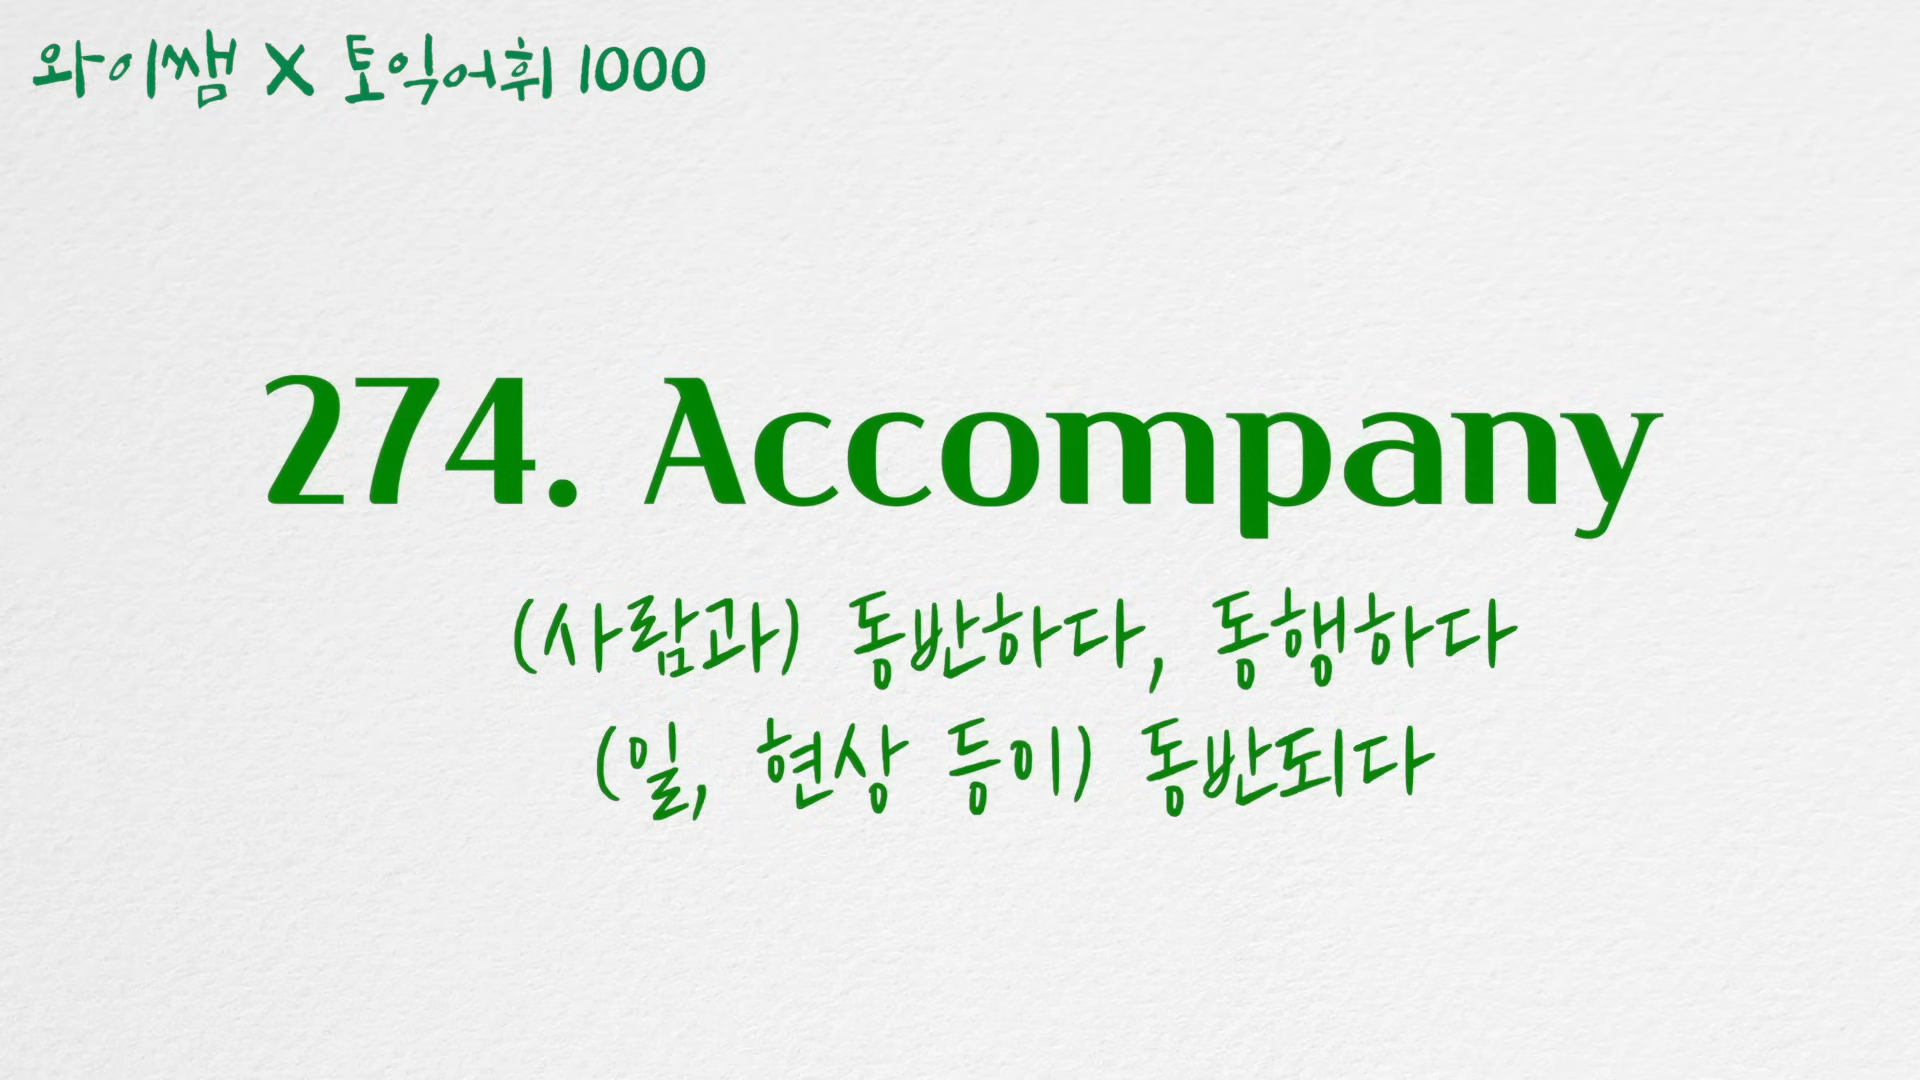 와이쌤 X 토익어휘 1000
274. Accompany
(사람과) 동반하다, 동행하다
(일, 현상 등이) 동반되다